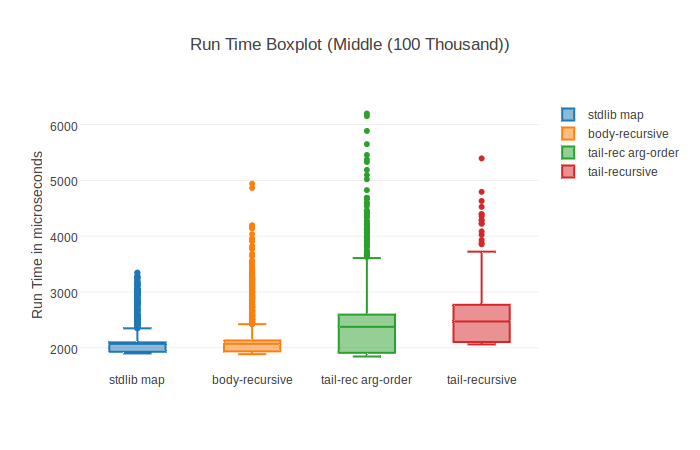 Run Time Boxplot (Middle (100 Thousand))
Run Time in microseconds
6000
5000
4000
3000
2000
stdlib map
body-recursive
tail-rec arg-order
tail-recursive
stdlib map
body-recursive
tail-rec arg-order
tail-recursive